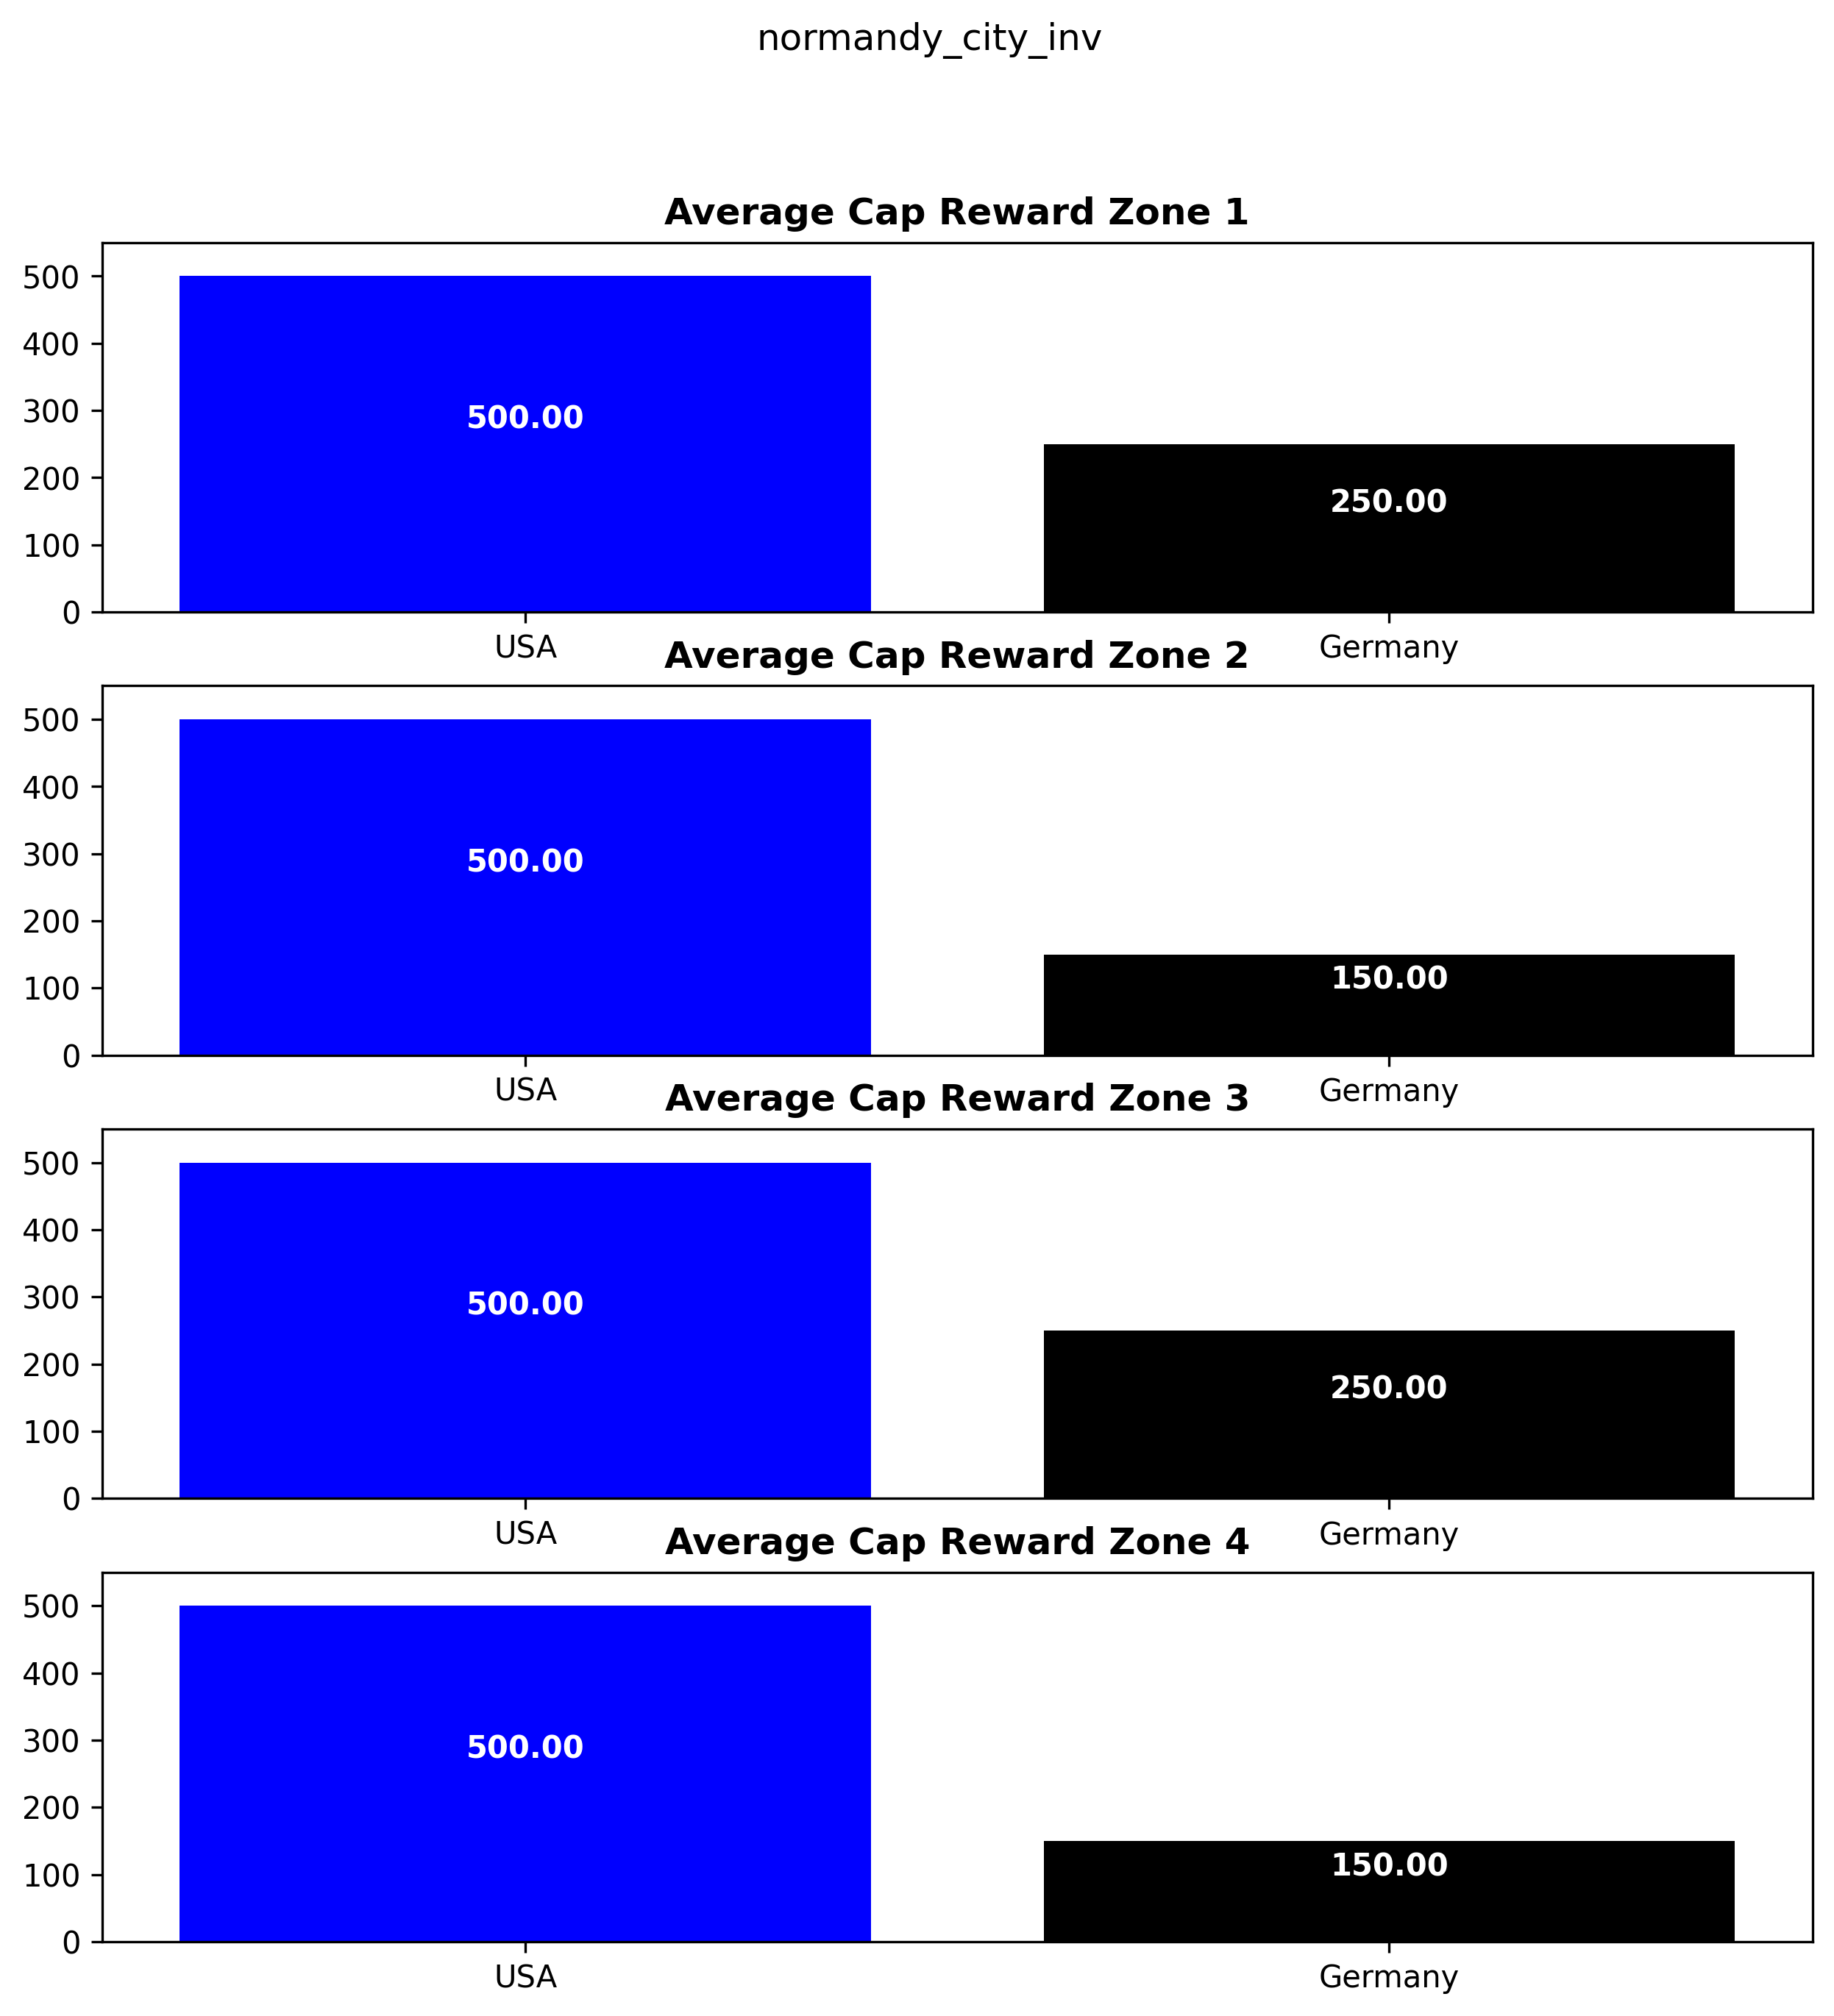 normandy_city_inv
Average Cap Reward Zone 1
500
400
300
200
100
0
500.00
250.00
USA
Germany
Average Cap Reward Zone 2
500
400
300
200
100
0
500.00
150.00
USA
Germany
Average Cap Reward Zone 3
500
400
300
200
100
0
500.00
250.00
USA
Germany
Average Cap Reward Zone 4
500
400
300
200
100
0
500.00
150.00
USA
Germany